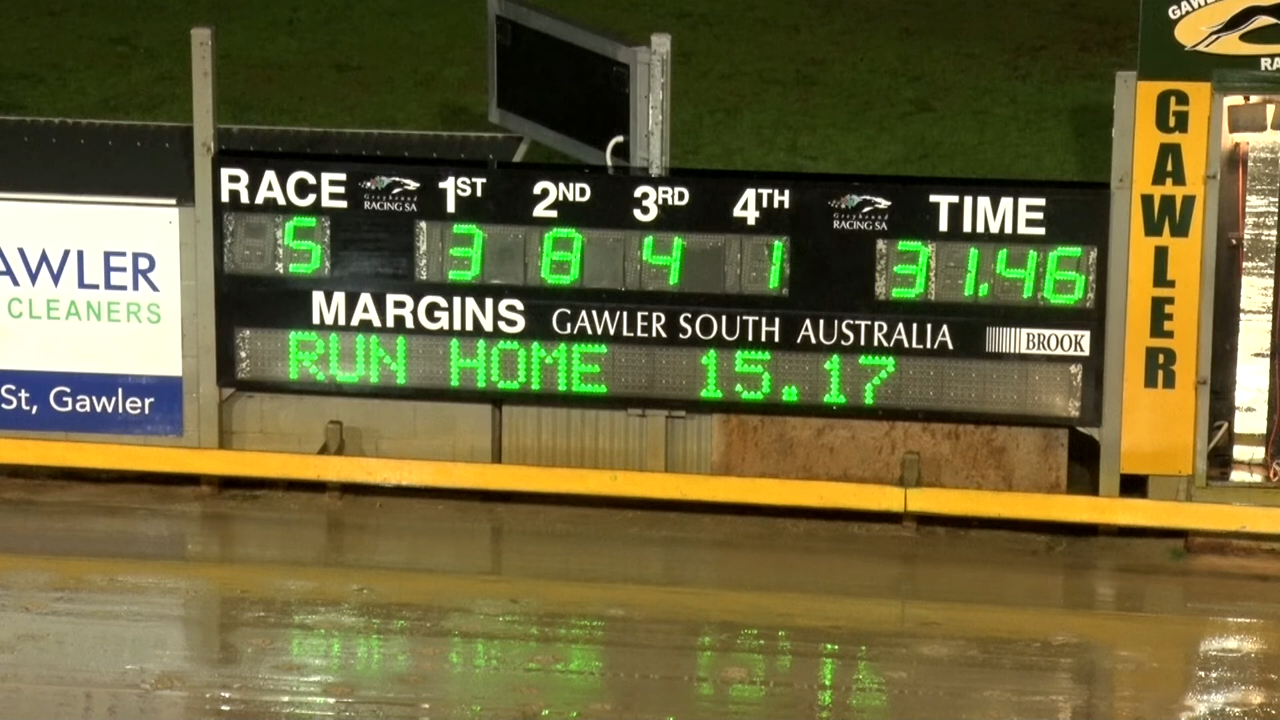 GAWLER
RA
RACE
Greyhound
RACING SA
1ST
2ND
3RD
4TH
Greyhound
RACING SA
TIME
5
3
8
4
1
31.46
MARGINS
GAWLER SOUTH AUSTRALIA
BROOK
RUN HOME 15.17
AWLER
CLEANERS
St, Gawler